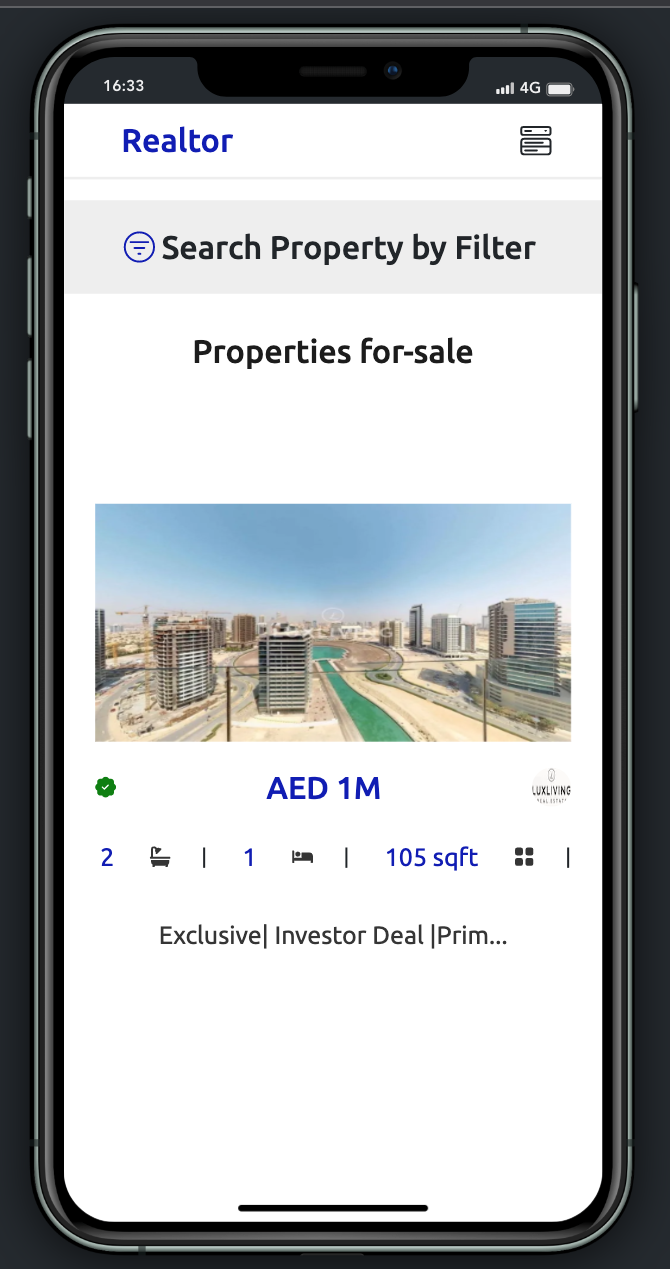 16:33
4G
Realtor
Search Property by Filter
Properties for-sale
AED 1M
LUXLIVING
REAL ESTATE
2 | 1 | 105 sqft |
Exclusive| Investor Deal |Prim...